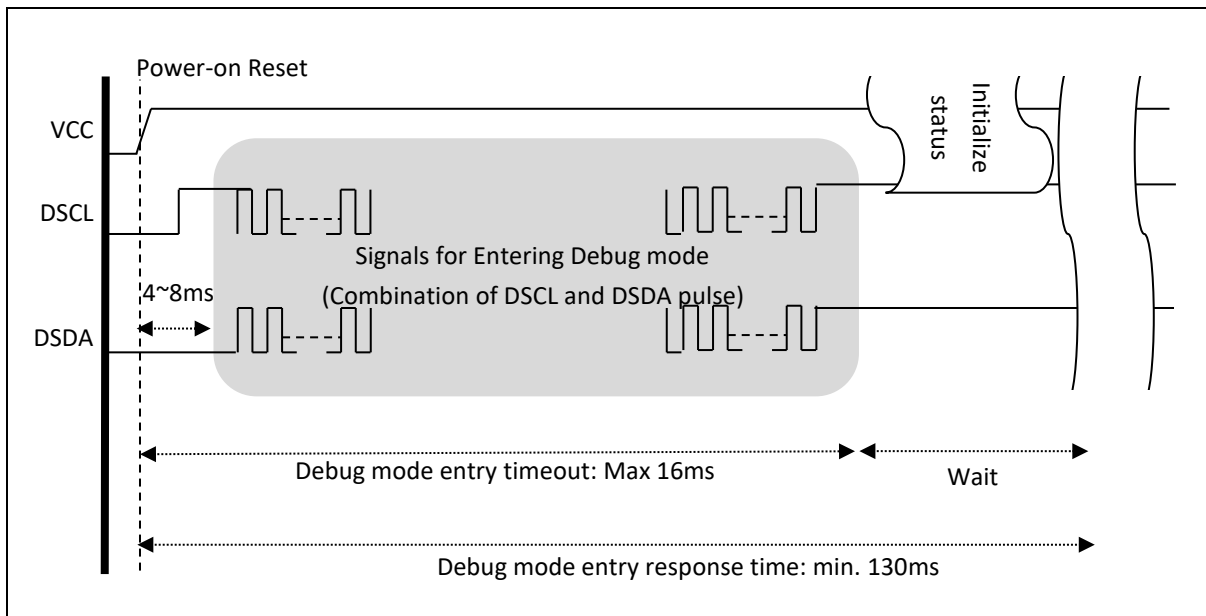 Power-on Reset
VCC
Initialize
status
DSCL
Signals for Entering Debug mode
4~8ms
(Combination of DSCL and DSDA pulse)
DSDA
Debug mode entry timeout: Max 16ms
Wait
Debug mode entry response time: min. 130ms